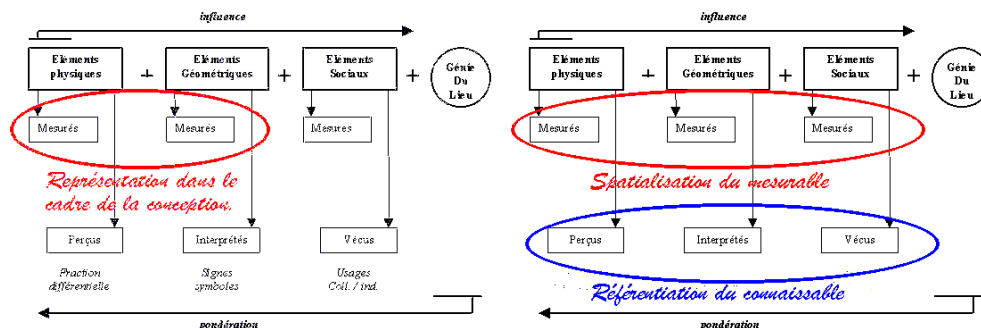 influence
Eléments
physiques
+
Eléments
Géométriques
+
Eléments
Sociaux
+
Génie
Du
Lieu
Mesurés
Mesurés
Mesures
Représentation dans le
cadre de la conception.
Perçus
Interprétés
Vécus
Fraction
différentielle
Signes
symboles
Usages
Coll. / ind.
pondération
influence
Eléments
physiques
+
Eléments
Géométriques
+
Eléments
Sociaux
+
Génie
Du
Lieu
Mesurés
Mesurés
Mesurés
Spatialisation du mesurable
Perçus
Interprétés
Vécus
Référentiation du connaissable
pondération